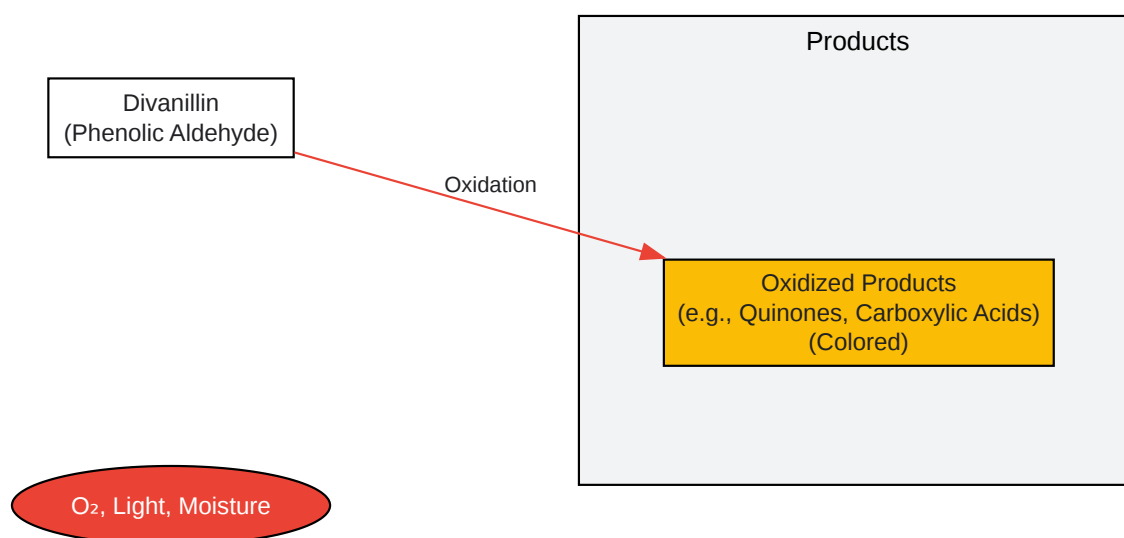 Products
Divanillin
(Phenolic Aldehyde)
Oxidation
Oxidized Products
(e.g., Quinones, Carboxylic Acids)
(Colored)
O₂, Light, Moisture